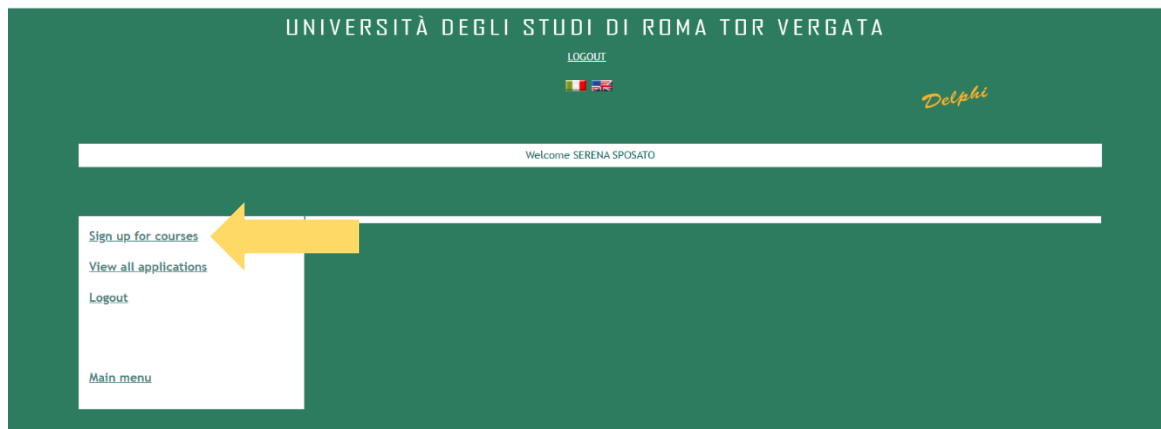 UNIVERSITÀ DEGLI STUDI DI ROMA TOR VERGATA
LOGOUT
Delphi
Welcome SERENA SPOSATO
Sign up for courses
View all applications
Logout
Main menu